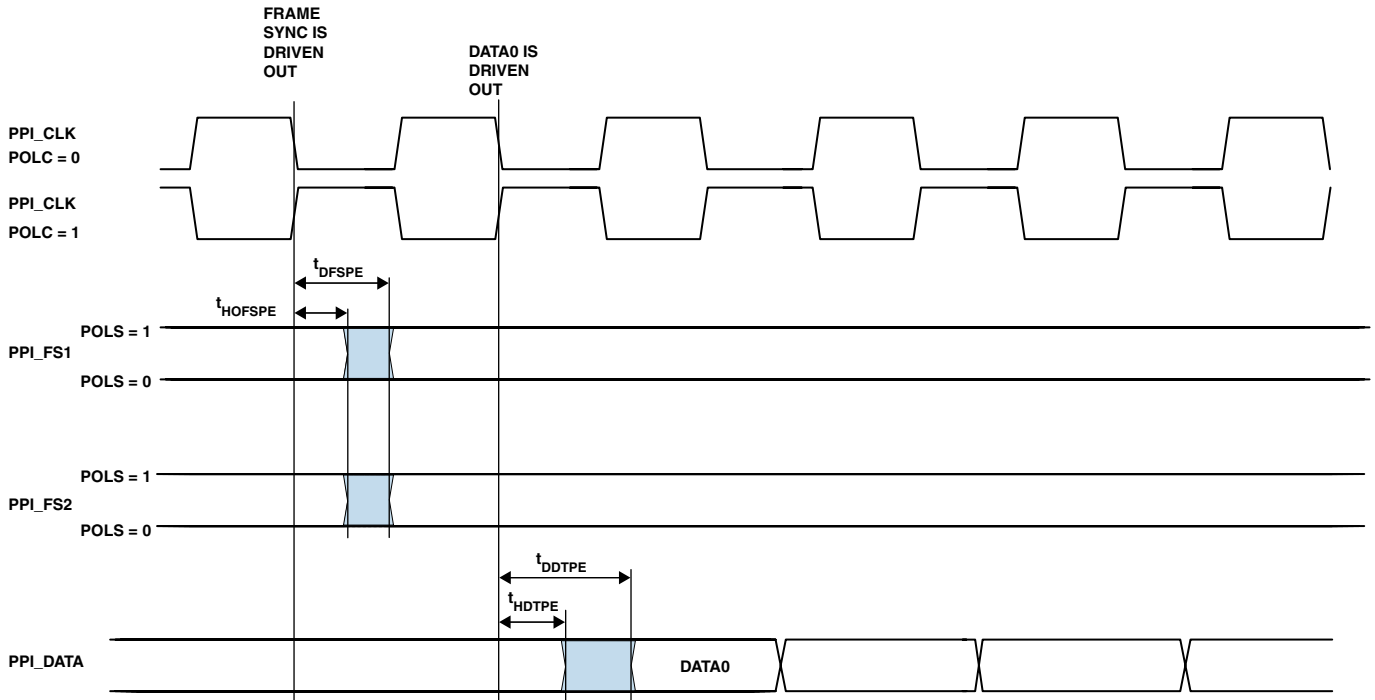 FRAME
SYNC IS
DRIVEN
OUT
DATA0 IS
DRIVEN
OUT
PPI_CLK
POLC = 0
PPI_CLK
POLC = 1
tDFSPE
tHOFSPE
POLS = 1
PPI_FS1
POLS = 0
POLS = 1
PPI_FS2
POLS = 0
tDDTPE
tHDTPE
PPI_DATA
DATA0